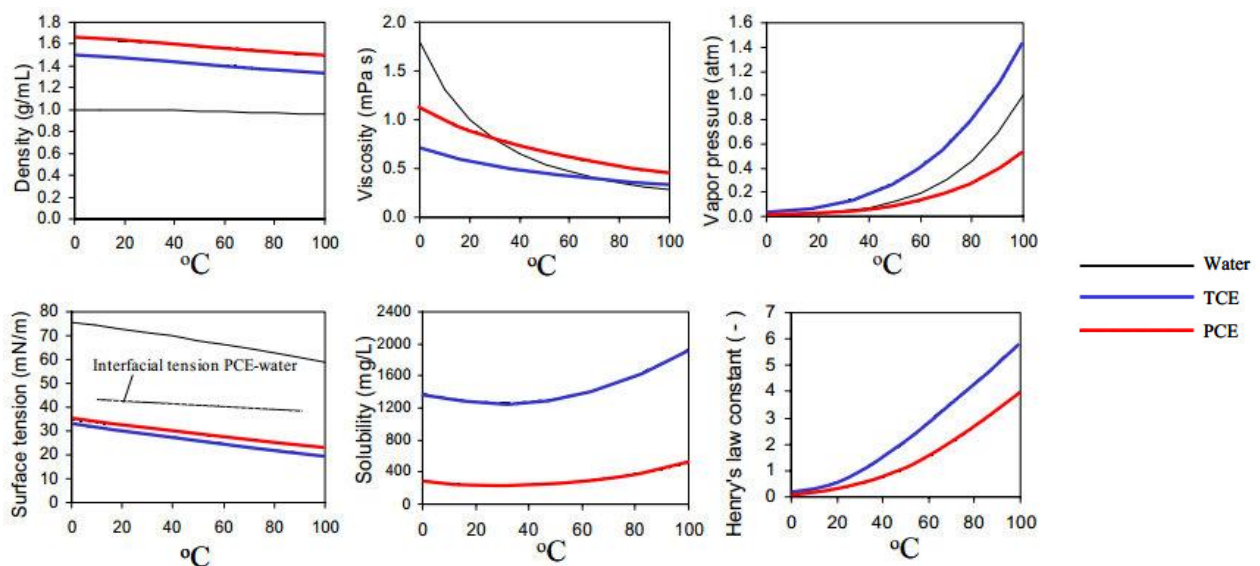 Density (g/mL)
1.8
1.6
1.4
1.2
1.0
0.8
0.6
0.4
0.2
0.0
0 20 40 60 80 100
°C
Viscosity (mPa s)
2.0
1.5
1.0
0.5
0.0
0 20 40 60 80 100
°C
Vapor pressure (atm)
1.6
1.4
1.2
1.0
0.8
0.6
0.4
0.2
0.0
0 20 40 60 80 100
°C
Water
TCE
PCE
Surface tension (mN/m)
80
70
60
50
40
30
20
10
0
Interfacial tension PCE-water
0 20 40 60 80 100
°C
Solubility (mg/L)
2400
2000
1600
1200
800
400
0
0 20 40 60 80 100
°C
Henry's law constant ( - )
7
6
5
4
3
2
1
0
0 20 40 60 80 100
°C